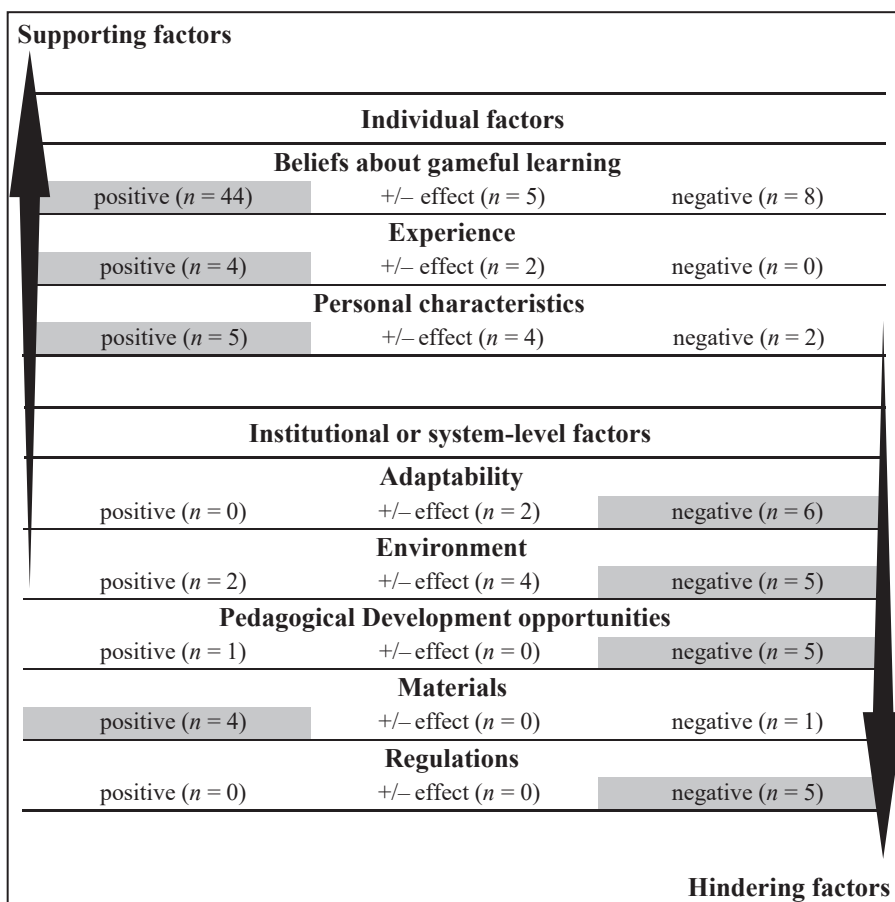 Supporting factors
Individual factors
Beliefs about gameful learning
positive (n = 44) +/– effect (n = 5) negative (n = 8)
Experience
positive (n = 4) +/– effect (n = 2) negative (n = 0)
Personal characteristics
positive (n = 5) +/– effect (n = 4) negative (n = 2)
Institutional or system-level factors
Adaptability
positive (n = 0) +/– effect (n = 2) negative (n = 6)
Environment
positive (n = 2) +/– effect (n = 4) negative (n = 5)
Pedagogical Development opportunities
positive (n = 1) +/– effect (n = 0) negative (n = 5)
Materials
positive (n = 4) +/– effect (n = 0) negative (n = 1)
Regulations
positive (n = 0) +/– effect (n = 0) negative (n = 5)
Hindering factors